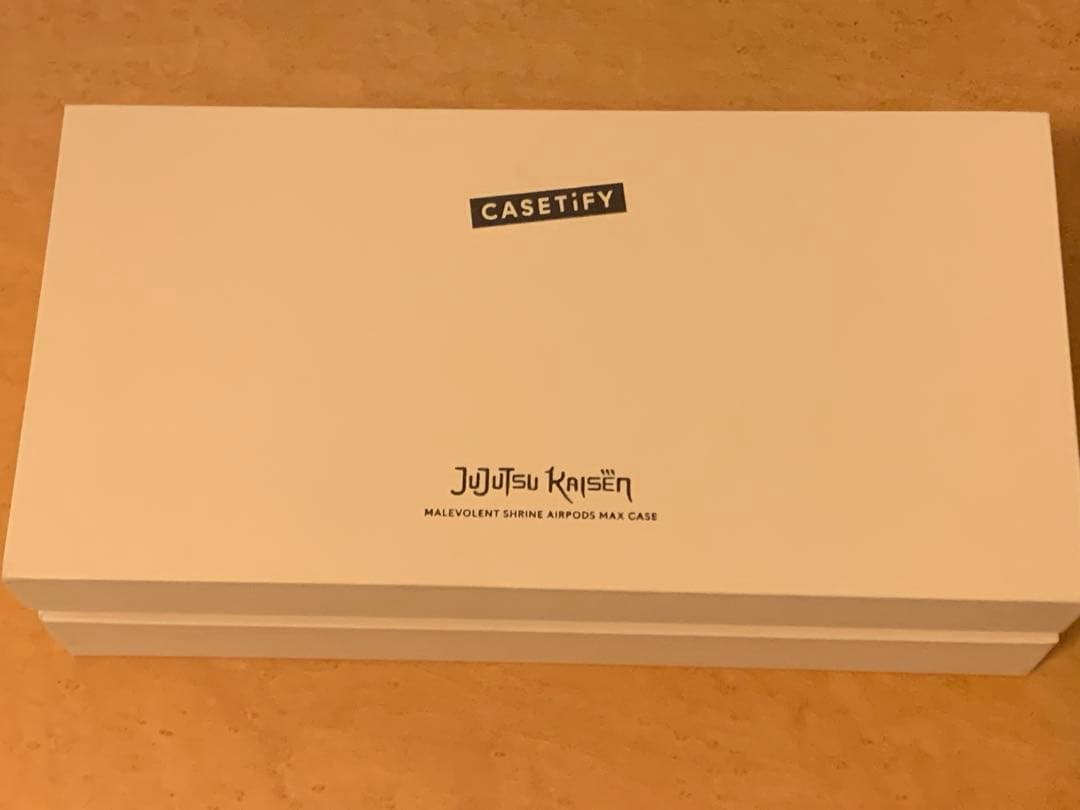 CASETiFY
JUJUTSU KAISEN
MALEVOLENT SHRINE AIRPODS MAX CASE